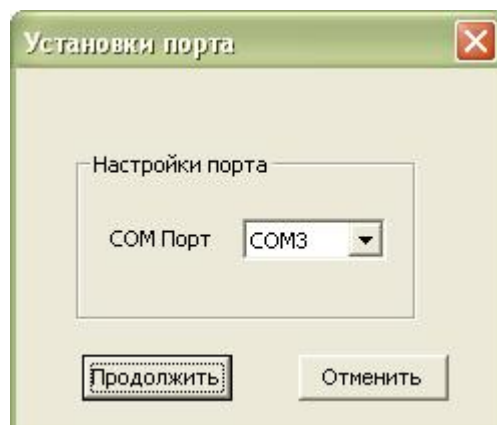 Установки порта
Настройки порта
COM Порт COM3
Продолжить Отменить